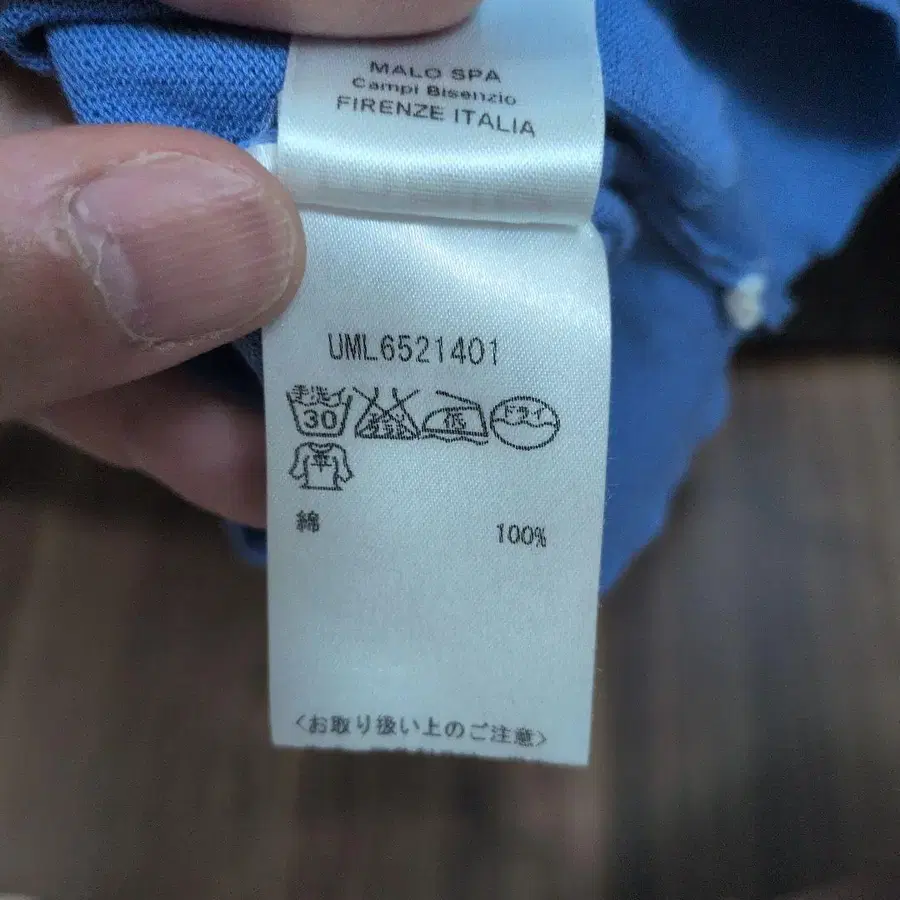 MALO SPA
Campi Bisenzio
FIRENZE ITALIA
UML6521401
手洗イ 30 低 ドライ
平
綿 100%
<お取り扱い上のご注意>